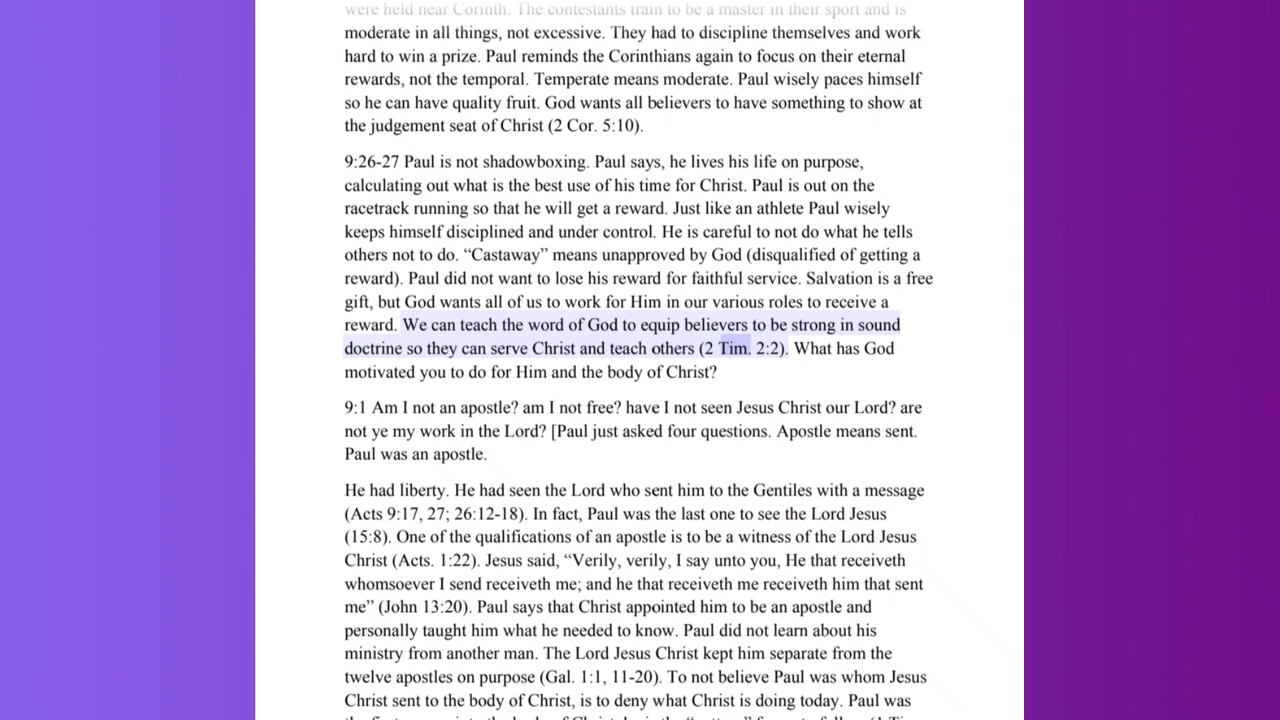 were held near Corinth. The contestants train to be a master in their sport and is
moderate in all things, not excessive. They had to discipline themselves and work
hard to win a prize. Paul reminds the Corinthians again to focus on their eternal
rewards, not the temporal. Temperate means moderate. Paul wisely paces himself
so he can have quality fruit. God wants all believers to have something to show at
the judgement seat of Christ (2 Cor. 5:10).
9:26-27 Paul is not shadowboxing. Paul says, he lives his life on purpose,
calculating out what is the best use of his time for Christ. Paul is out on the
racetrack running so that he will get a reward. Just like an athlete Paul wisely
keeps himself disciplined and under control. He is careful to not do what he tells
others not to do. “Castaway” means unapproved by God (disqualified of getting a
reward). Paul did not want to lose his reward for faithful service. Salvation is a free
gift, but God wants all of us to work for Him in our various roles to receive a
reward. We can teach the word of God to equip believers to be strong in sound
doctrine so they can serve Christ and teach others (2 Tim. 2:2). What has God
motivated you to do for Him and the body of Christ?
9:1 Am I not an apostle? am I not free? have I not seen Jesus Christ our Lord? are
not ye my work in the Lord? [Paul just asked four questions. Apostle means sent.
Paul was an apostle.
He had liberty. He had seen the Lord who sent him to the Gentiles with a message
(Acts 9:17, 27; 26:12-18). In fact, Paul was the last one to see the Lord Jesus
(15:8). One of the qualifications of an apostle is to be a witness of the Lord Jesus
Christ (Acts. 1:22). Jesus said, “Verily, verily, I say unto you, He that receiveth
whomsoever I send receiveth me; and he that receiveth me receiveth him that sent
me” (John 13:20). Paul says that Christ appointed him to be an apostle and
personally taught him what he needed to know. Paul did not learn about his
ministry from another man. The Lord Jesus Christ kept him separate from the
twelve apostles on purpose (Gal. 1:1, 11-20). To not believe Paul was whom Jesus
Christ sent to the body of Christ, is to deny what Christ is doing today. Paul was